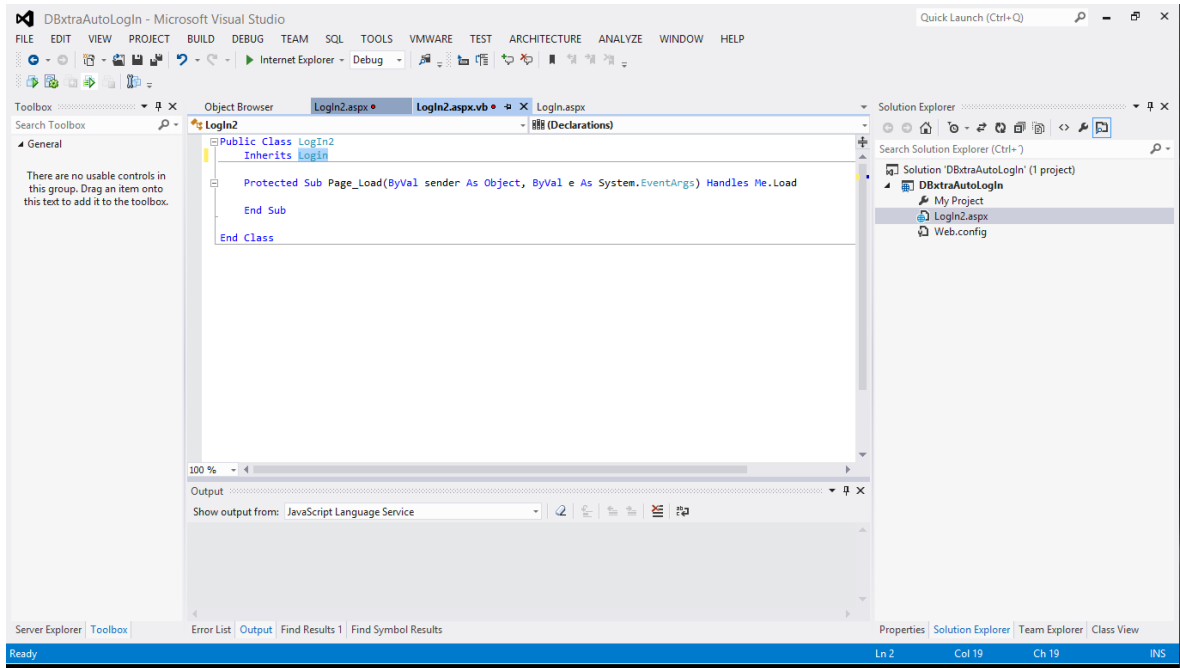 DBxtraAutoLogIn - Microsoft Visual Studio
Quick Launch (Ctrl+Q)
FILE EDIT VIEW PROJECT BUILD DEBUG TEAM SQL TOOLS VMWARE TEST ARCHITECTURE ANALYZE WINDOW HELP
Internet Explorer Debug
Toolbox
Search Toolbox
General
There are no usable controls in
this group. Drag an item onto
this text to add it to the toolbox.
Object Browser LogIn2.aspx LogIn2.aspx.vb LogIn.aspx
LogIn2 (Declarations)
Public Class LogIn2
Inherits Login
Protected Sub Page_Load(ByVal sender As Object, ByVal e As System.EventArgs) Handles Me.Load
End Sub
End Class
100 %
Output
Show output from: JavaScript Language Service
Solution Explorer
Search Solution Explorer (Ctrl+¨)
Solution 'DBxtraAutoLogIn' (1 project)
DBxtraAutoLogIn
My Project
LogIn2.aspx
Web.config
Server Explorer Toolbox
Error List Output Find Results 1 Find Symbol Results
Properties Solution Explorer Team Explorer Class View
Ready
Ln 2 Col 19 Ch 19 INS